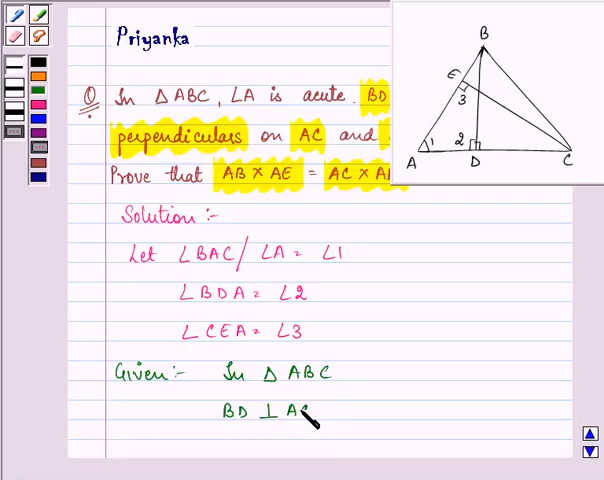 Priyanka
Q In Δ ABC, ∠A is acute. BD
perpendiculars on AC and
Prove that AB × AE = AC × A
Solution :-
Let ∠BAC / ∠A = ∠1
∠BDA = ∠2
∠CEA = ∠3
Given :- In Δ ABC
BD ⊥ AC
B
E
3
1
2
A
D
C